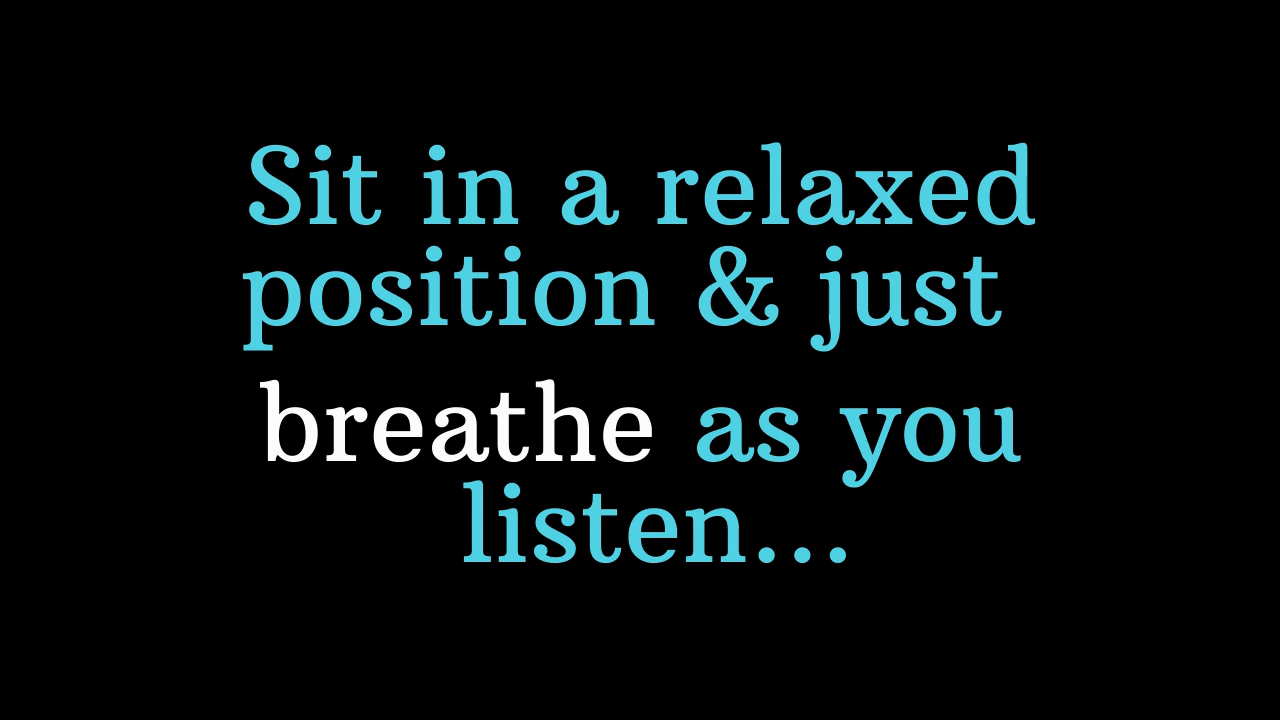 Sit in a relaxed
position & just
breathe as you
listen...